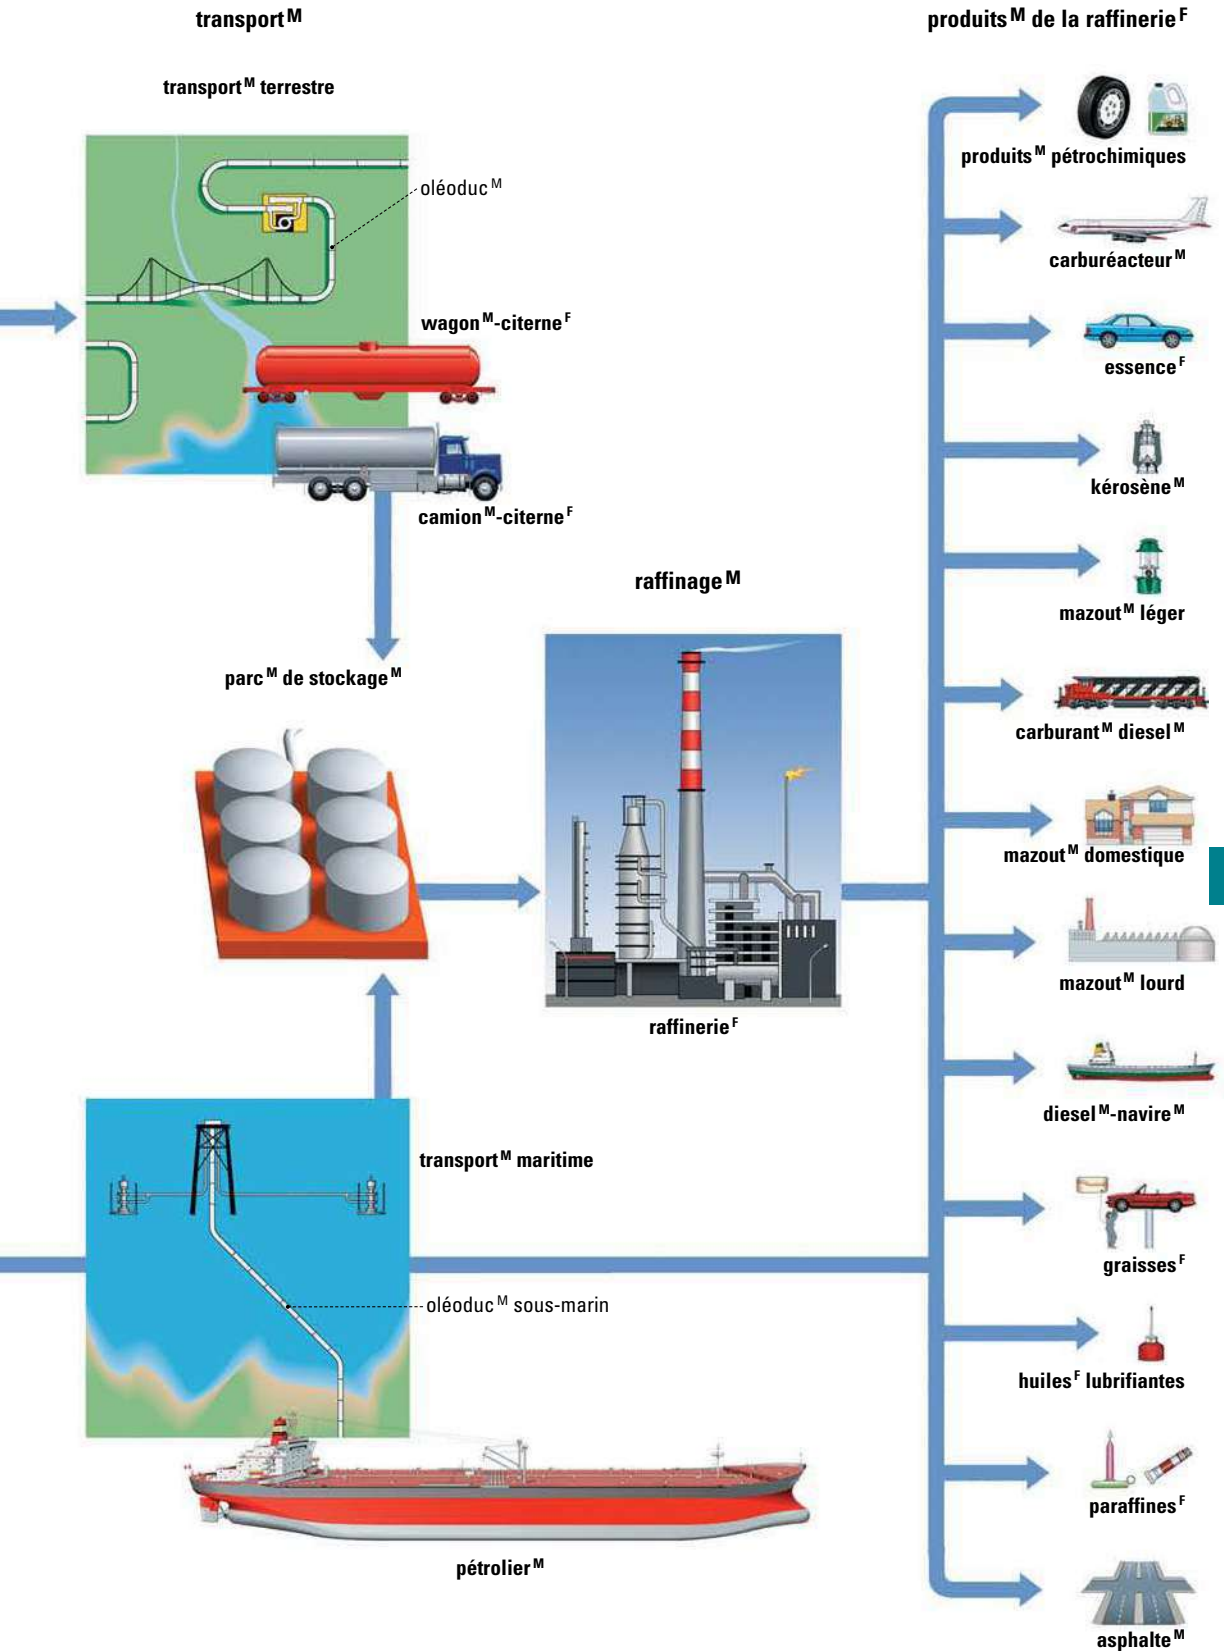 transport M
produits M de la raffinerie F
transport M terrestre
produits M pétrochimiques
oléoduc M
carburéacteur M
wagon M-citerne F
essence F
kérosène M
camion M-citerne F
raffinage M
mazout M léger
parc M de stockage M
carburant M diesel M
mazout M domestique
mazout M lourd
raffinerie F
diesel M-navire M
transport M maritime
graisses F
oléoduc M sous-marin
huiles F lubrifiantes
paraffines F
pétrolier M
asphalte M